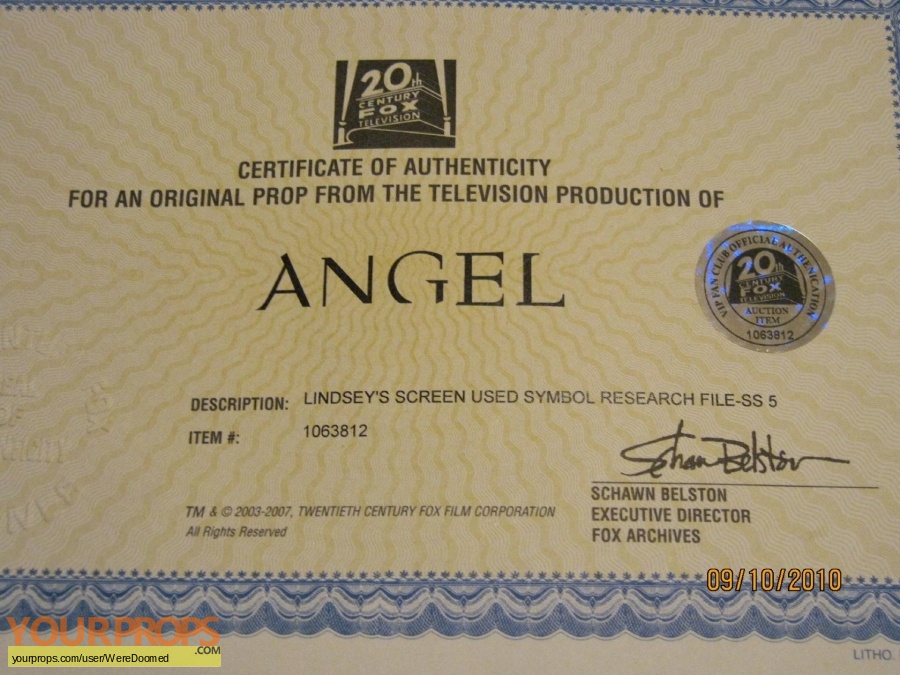 20th
CENTURY
FOX
TELEVISION
CERTIFICATE OF AUTHENTICITY
FOR AN ORIGINAL PROP FROM THE TELEVISION PRODUCTION OF
ANGEL
VIP FAN CLUB OFFICIAL AUTHENTICATION
20th
CENTURY
FOX
TELEVISION
AUCTION
ITEM
1063812
DESCRIPTION: LINDSEY'S SCREEN USED SYMBOL RESEARCH FILE-SS 5
ITEM #: 1063812
Schawn Belston
SCHAWN BELSTON
EXECUTIVE DIRECTOR
FOX ARCHIVES
TM & © 2003-2007, TWENTIETH CENTURY FOX FILM CORPORATION
All Rights Reserved
09/10/2010
YOURPROPS.COM
yourprops.com/user/WereDoomed
LITHO.